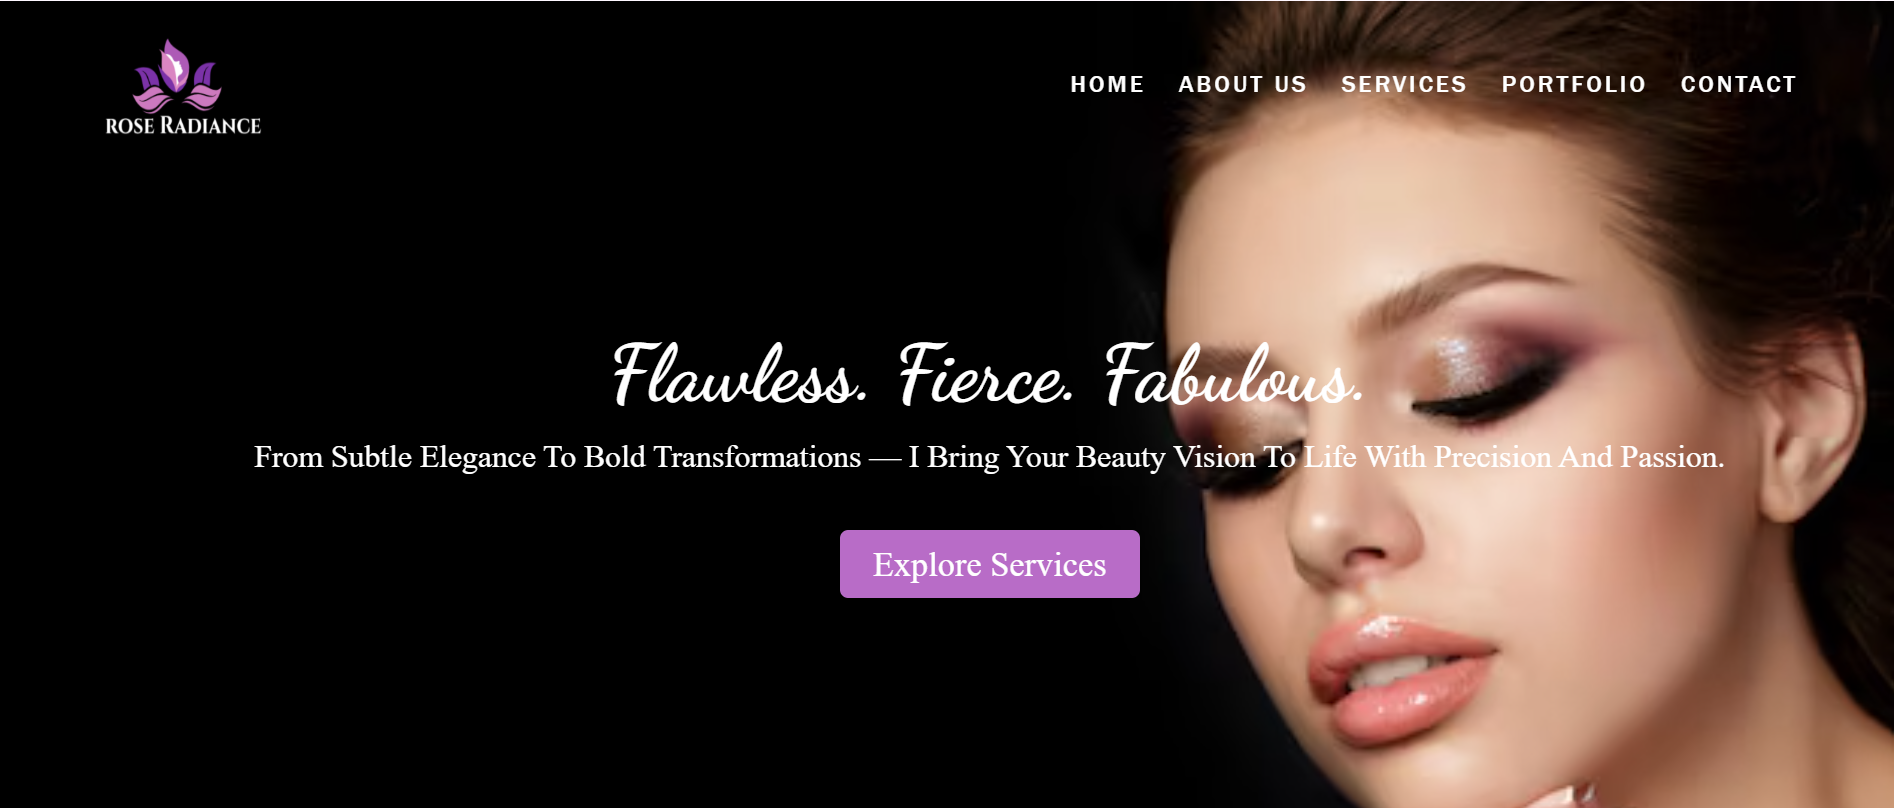 ROSE RADIANCE
HOME ABOUT US SERVICES PORTFOLIO CONTACT
Flawless. Fierce. Fabulous.
From Subtle Elegance To Bold Transformations — I Bring Your Beauty Vision To Life With Precision And Passion.
Explore Services